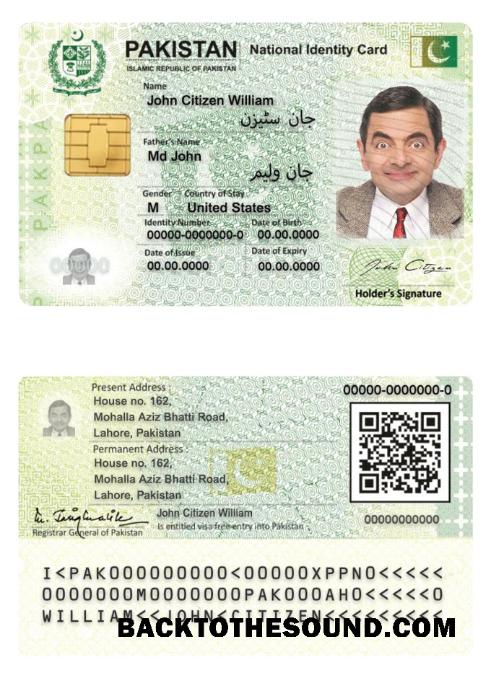 PAKISTAN National Identity Card
ISLAMIC REPUBLIC OF PAKISTAN
Name
John Citizen William
جان سٹیزن
Father's Name
Md John
جان ولیم
Gender Country of Stay
M United States
Identity Number Date of Birth
00000-0000000-0 00.00.0000
Date of Issue Date of Expiry
00.00.0000 00.00.0000
John Citizen
Holder's Signature
PAKPA
Present Address :
House no. 162,
Mohalla Aziz Bhatti Road,
Lahore, Pakistan
Permanent Address :
House no. 162,
Mohalla Aziz Bhatti Road,
Lahore, Pakistan
00000-0000000-0
00000000000
John Citizen William
Is entitled visa free entry into Pakistan
Registrar General of Pakistan
I<PAK0000000000<00000XPPN0<<<<<
0000000M0000000PAK000AH0<<<<<0
WILLIAM<<JOHN<CITIZEN<<<<<<<<<<
BACKTOTHESOUND.COM